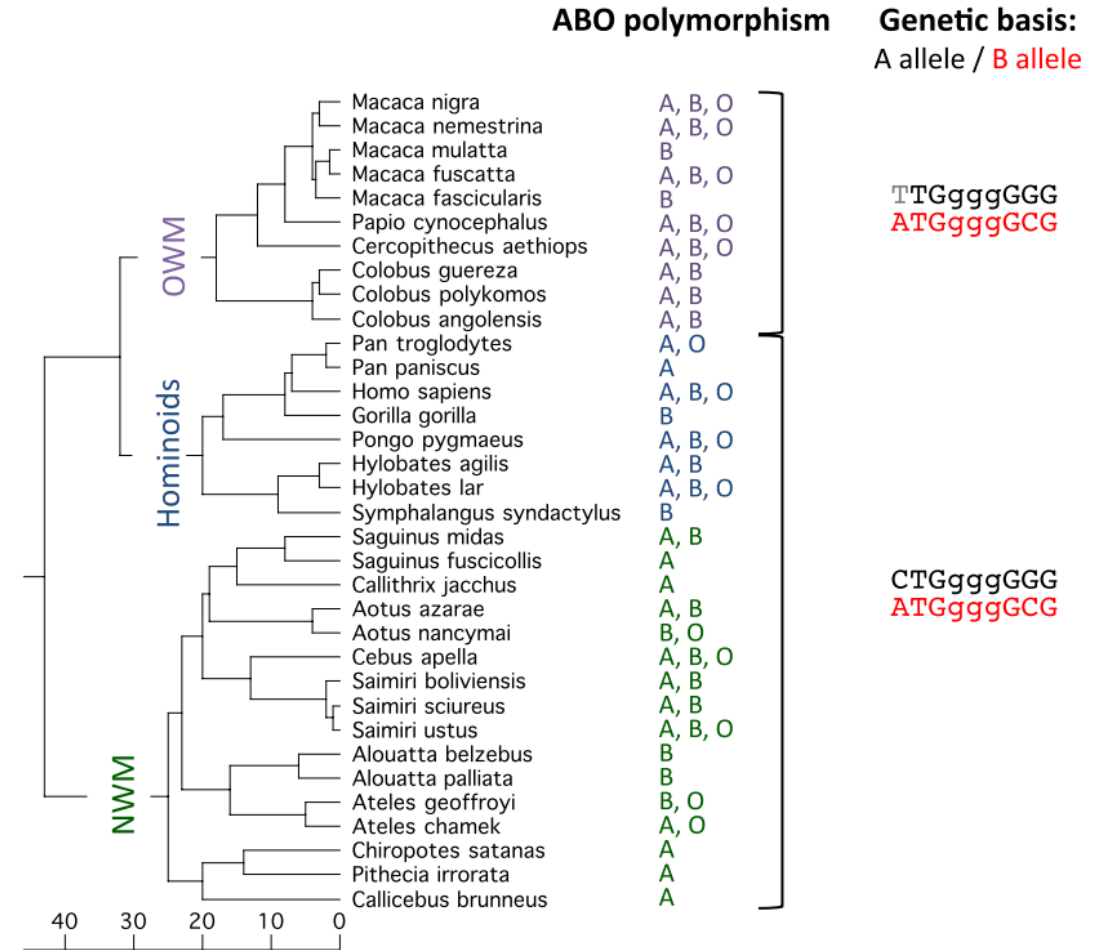 ABO polymorphism
Genetic basis:
A allele / B allele
OWM
Hominoids
NWM
Macaca nigra A, B, O
Macaca nemestrina A, B, O
Macaca mulatta B
Macaca fuscatta A, B, O
Macaca fascicularis B
Papio cynocephalus A, B, O
Cercopithecus aethiops A, B, O
Colobus guereza A, B
Colobus polykomos A, B
Colobus angolensis A, B
TTGgggGGG
ATGgggGCG
Pan troglodytes A, O
Pan paniscus A
Homo sapiens A, B, O
Gorilla gorilla B
Pongo pygmaeus A, B, O
Hylobates agilis A, B
Hylobates lar A, B, O
Symphalangus syndactylus B
Saguinus midas A, B
Saguinus fuscicollis A
Callithrix jacchus A
Aotus azarae A, B
Aotus nancymai B, O
Cebus apella A, B, O
Saimiri boliviensis A, B
Saimiri sciureus A, B
Saimiri ustus A, B, O
Alouatta belzebus B
Alouatta palliata B
Ateles geoffroyi B, O
Ateles chamek A, O
Chiropotes satanas A
Pithecia irrorata A
Callicebus brunneus A
CTGgggGGG
ATGgggGCG
40 30 20 10 0